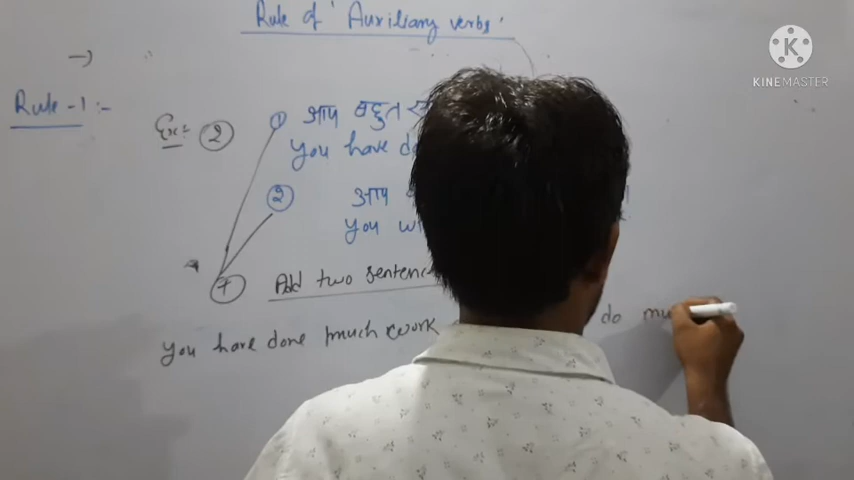 Rule of 'Auxiliary verbs'
KINEMASTER
Rule -1 :-
Ex:- (2) (1) आप बहुत
You have
(2) आप
You
(+) Add two sentence
You have done much work do mu